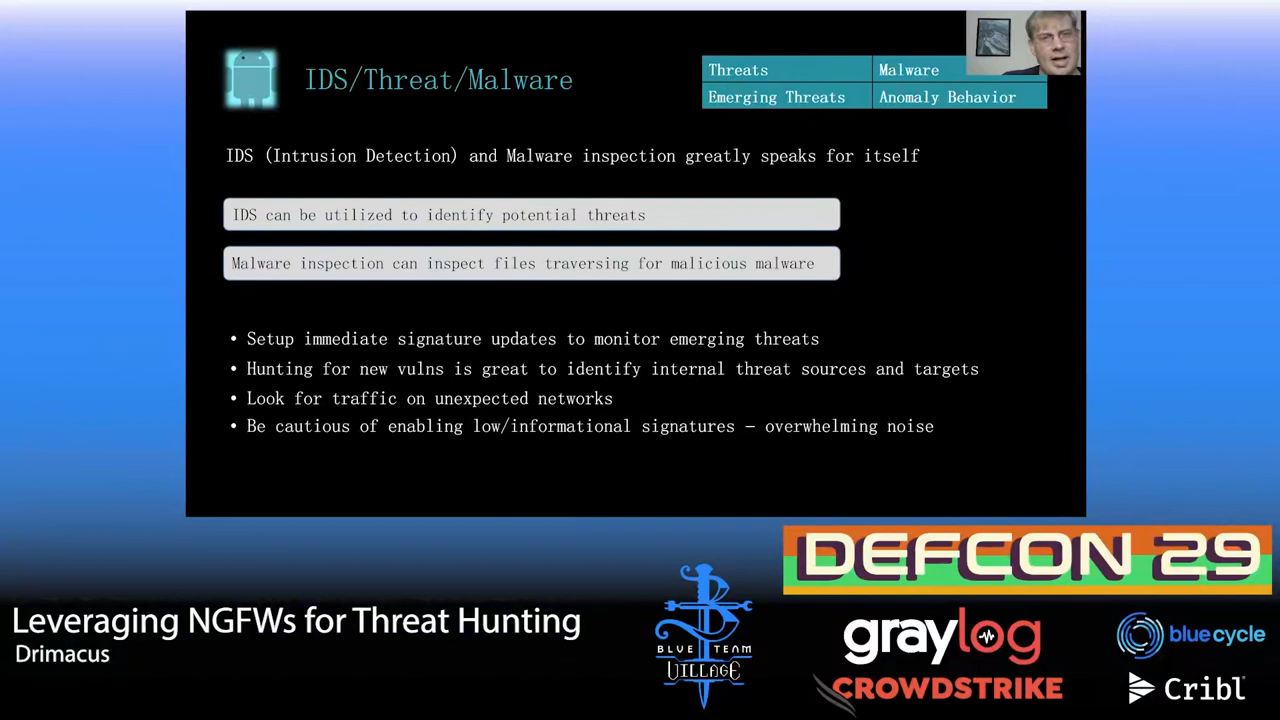 IDS/Threat/Malware
Threats
Malware
Emerging Threats
Anomaly Behavior
IDS (Intrusion Detection) and Malware inspection greatly speaks for itself
IDS can be utilized to identify potential threats
Malware inspection can inspect files traversing for malicious malware
• Setup immediate signature updates to monitor emerging threats
• Hunting for new vulns is great to identify internal threat sources and targets
• Look for traffic on unexpected networks
• Be cautious of enabling low/informational signatures – overwhelming noise
DEFCON 29
Leveraging NGFWs for Threat Hunting
Drimacus
BLUE TEAM
VILLAGE
graylog
bluecycle
CROWDSTRIKE
Cribl